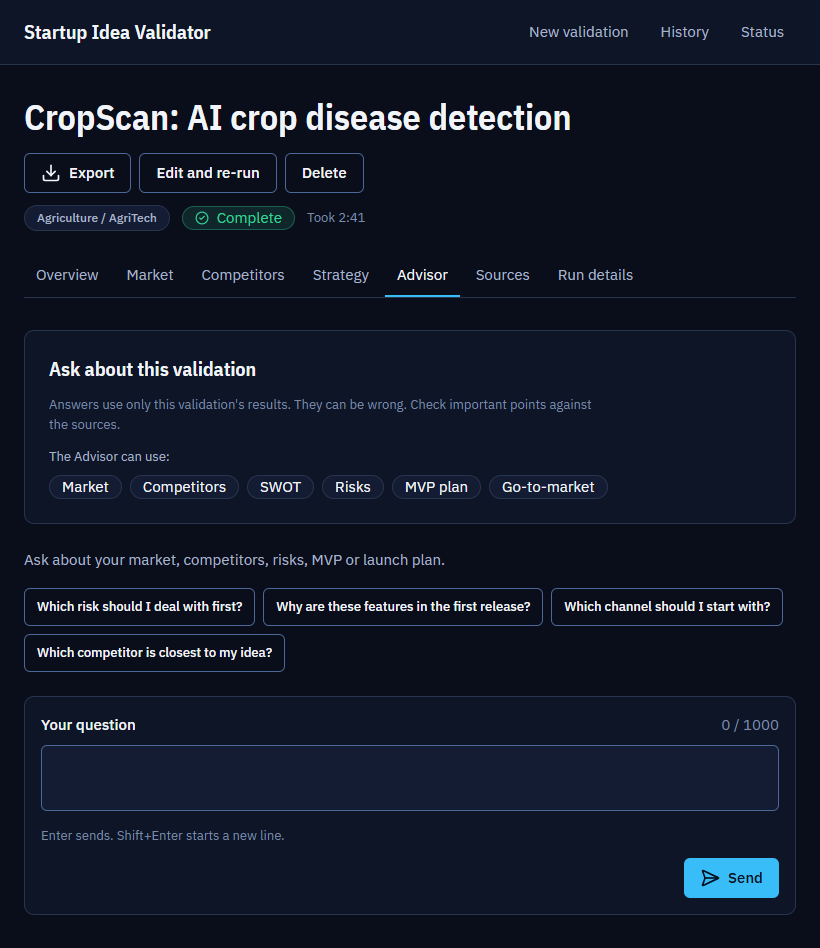 Startup Idea Validator
New validation
History
Status
CropScan: AI crop disease detection
Export
Edit and re-run
Delete
Agriculture / AgriTech
Complete
Took 2:41
Overview
Market
Competitors
Strategy
Advisor
Sources
Run details
Ask about this validation
Answers use only this validation's results. They can be wrong. Check important points against
the sources.
The Advisor can use:
Market
Competitors
SWOT
Risks
MVP plan
Go-to-market
Ask about your market, competitors, risks, MVP or launch plan.
Which risk should I deal with first?
Why are these features in the first release?
Which channel should I start with?
Which competitor is closest to my idea?
Your question
0 / 1000
Enter sends. Shift+Enter starts a new line.
Send